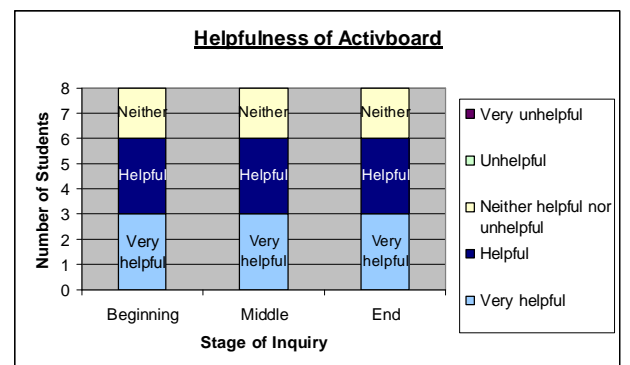 Helpfulness of Activboard
Number of Students
8
7
6
5
4
3
2
1
0
Neither
Neither
Neither
Helpful
Helpful
Helpful
Very
helpful
Very
helpful
Very
helpful
Beginning
Middle
End
Stage of Inquiry
Very unhelpful
Unhelpful
Neither helpful nor
unhelpful
Helpful
Very helpful